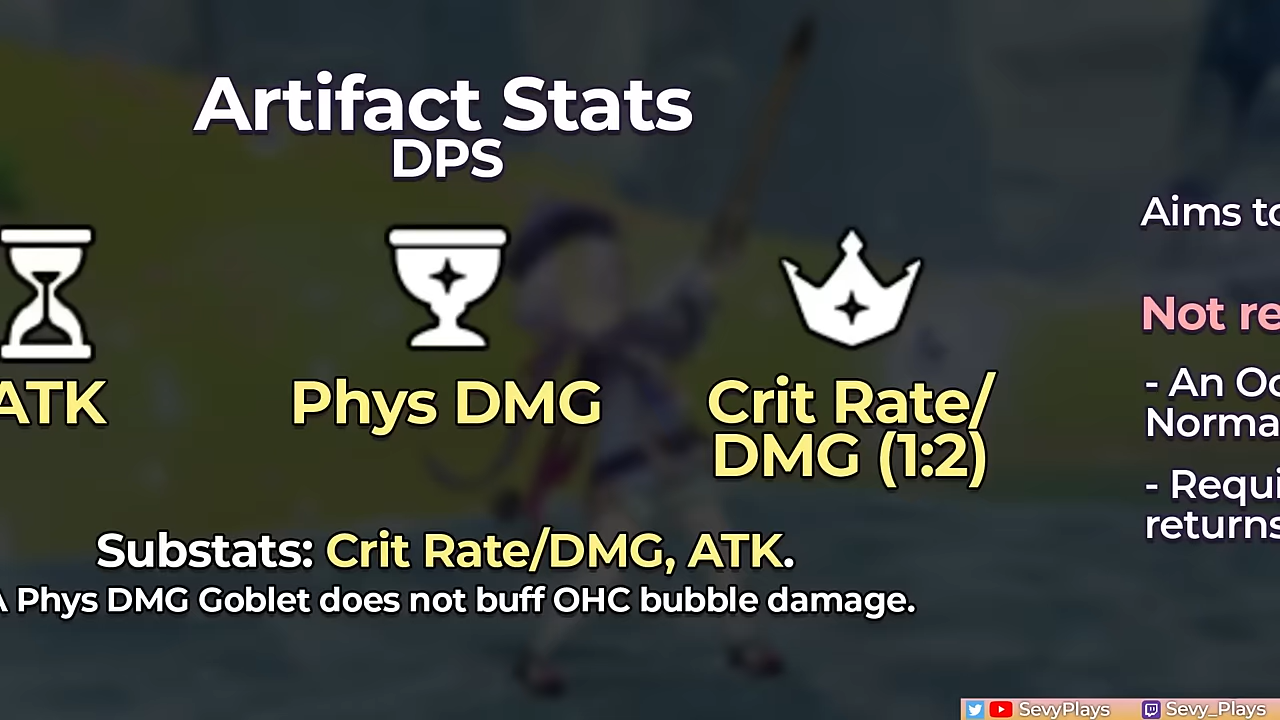 Artifact Stats
DPS
ATK
Phys DMG
Crit Rate/
DMG (1:2)
Substats: Crit Rate/DMG, ATK.
A Phys DMG Goblet does not buff OHC bubble damage.
Aims to
Not re
- An Oc
Norma
- Requi
returns
SevyPlays
Sevy_Plays